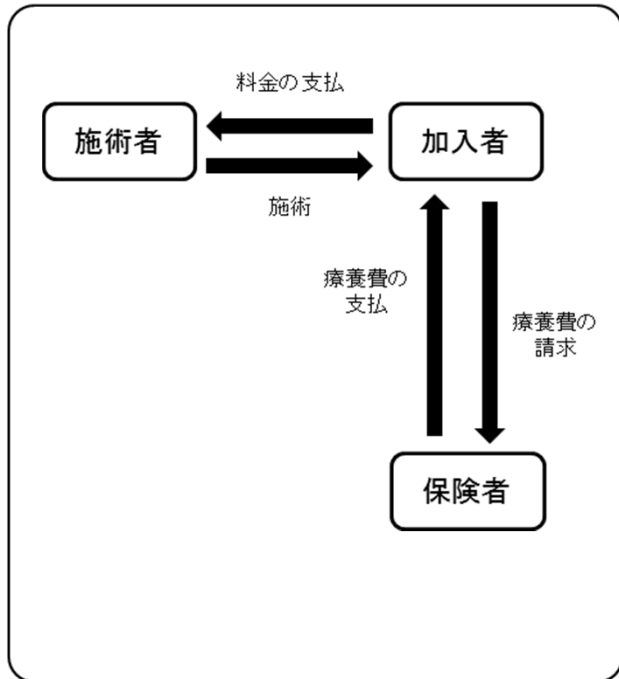 料金の支払
施術者
加入者
施術
療養費の
支払
療養費の
請求
保険者